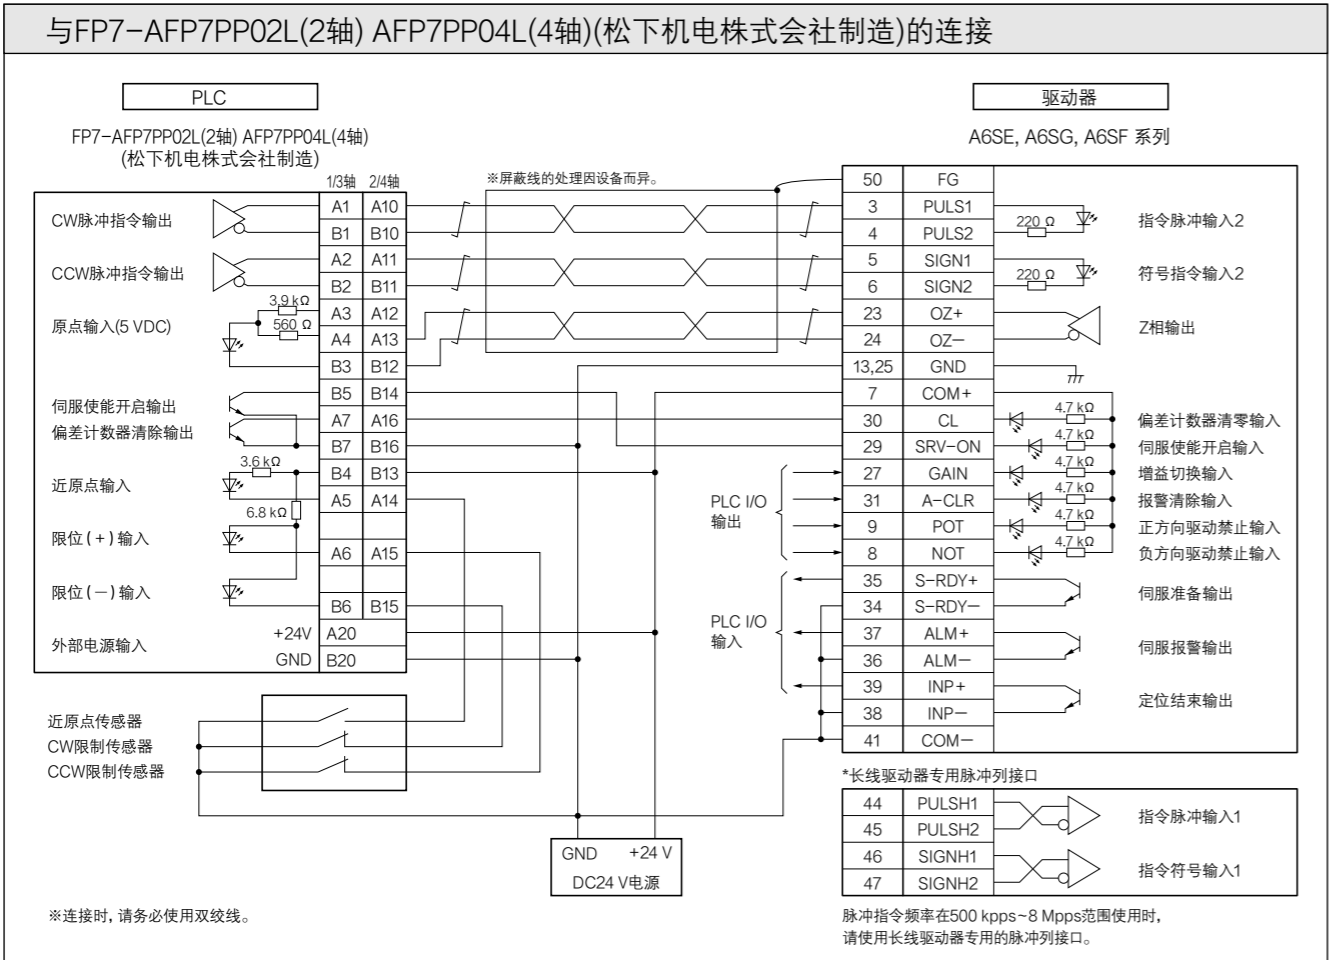 与FP7-AFP7PP02L(2轴) AFP7PP04L(4轴)(松下机电株式会社制造)的连接
PLC
FP7-AFP7PP02L(2轴) AFP7PP04L(4轴)
(松下机电株式会社制造)
1/3轴 2/4轴
CW脉冲指令输出
A1 A10
B1 B10
CCW脉冲指令输出
A2 A11
B2 B11
原点输入(5 VDC)
3.9 kΩ
560 Ω
A3 A12
A4 A13
B3 B12
伺服使能开启输出
偏差计数器清除输出
B5 B14
A7 A16
B7 B16
近原点输入
3.6 kΩ
6.8 kΩ
B4 B13
A5 A14
限位(+)输入
A6 A15
限位(−)输入
B6 B15
外部电源输入
+24V A20
GND B20
近原点传感器
CW限制传感器
CCW限制传感器
※屏蔽线的处理因设备而异。
PLC I/O
输出
PLC I/O
输入
GND +24 V
DC24 V电源
※连接时, 请务必使用双绞线。
驱动器
A6SE, A6SG, A6SF 系列
50 FG
3 PULS1
4 PULS2
220 Ω
指令脉冲输入2
5 SIGN1
6 SIGN2
220 Ω
符号指令输入2
23 OZ+
24 OZ−
Z相输出
13,25 GND
7 COM+
30 CL 4.7 kΩ 偏差计数器清零输入
29 SRV-ON 4.7 kΩ 伺服使能开启输入
27 GAIN 4.7 kΩ 增益切换输入
31 A-CLR 4.7 kΩ 报警清除输入
9 POT 4.7 kΩ 正方向驱动禁止输入
8 NOT 4.7 kΩ 负方向驱动禁止输入
35 S-RDY+
34 S-RDY−
伺服准备输出
37 ALM+
36 ALM−
伺服报警输出
39 INP+
38 INP−
定位结束输出
41 COM−
*长线驱动器专用脉冲列接口
44 PULSH1
45 PULSH2
指令脉冲输入1
46 SIGNH1
47 SIGNH2
指令符号输入1
脉冲指令频率在500 kpps~8 Mpps范围使用时,
请使用长线驱动器专用的脉冲列接口。